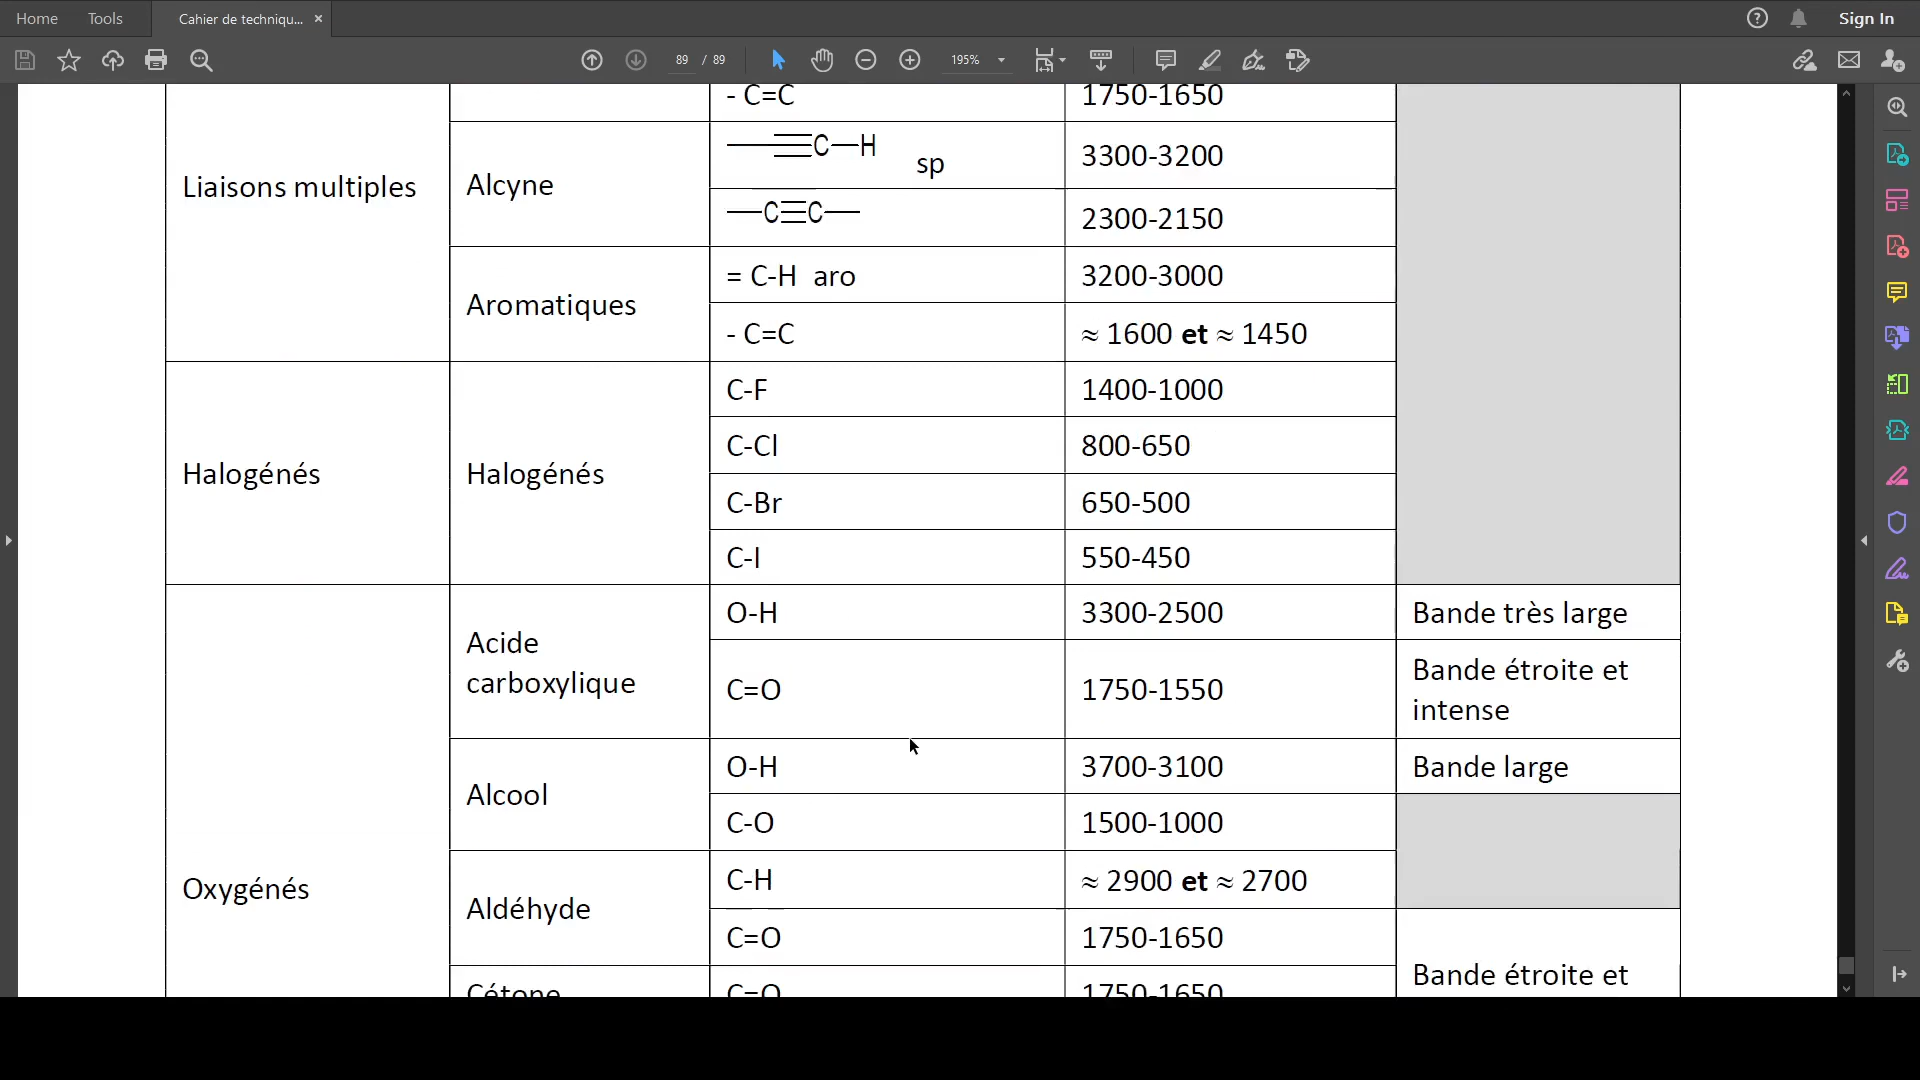 Home Tools Cahier de techniqu... × Sign In
89 / 89 195%
- C=C 1750-1650
Liaisons multiples Alcyne ≡C—H sp 3300-3200
—C≡C— 2300-2150
Aromatiques = C-H aro 3200-3000
- C=C ≈ 1600 et ≈ 1450
Halogénés Halogénés C-F 1400-1000
C-Cl 800-650
C-Br 650-500
C-I 550-450
Oxygénés Acide carboxylique O-H 3300-2500 Bande très large
C=O 1750-1550 Bande étroite et
intense
Alcool O-H 3700-3100 Bande large
C-O 1500-1000
Aldéhyde C-H ≈ 2900 et ≈ 2700
C=O 1750-1650 Bande étroite et
Cétone C=O 1750-1650